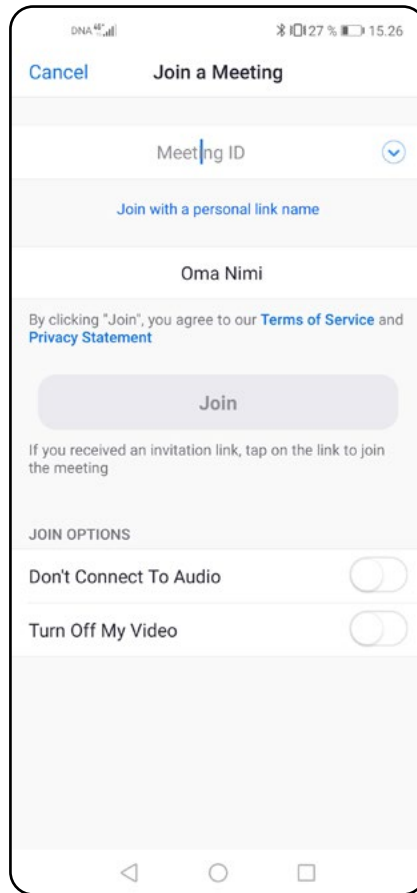 DNA 27 % 15.26
Cancel Join a Meeting
Meeting ID
Join with a personal link name
Oma Nimi
By clicking "Join", you agree to our Terms of Service and
Privacy Statement
Join
If you received an invitation link, tap on the link to join
the meeting
JOIN OPTIONS
Don't Connect To Audio
Turn Off My Video